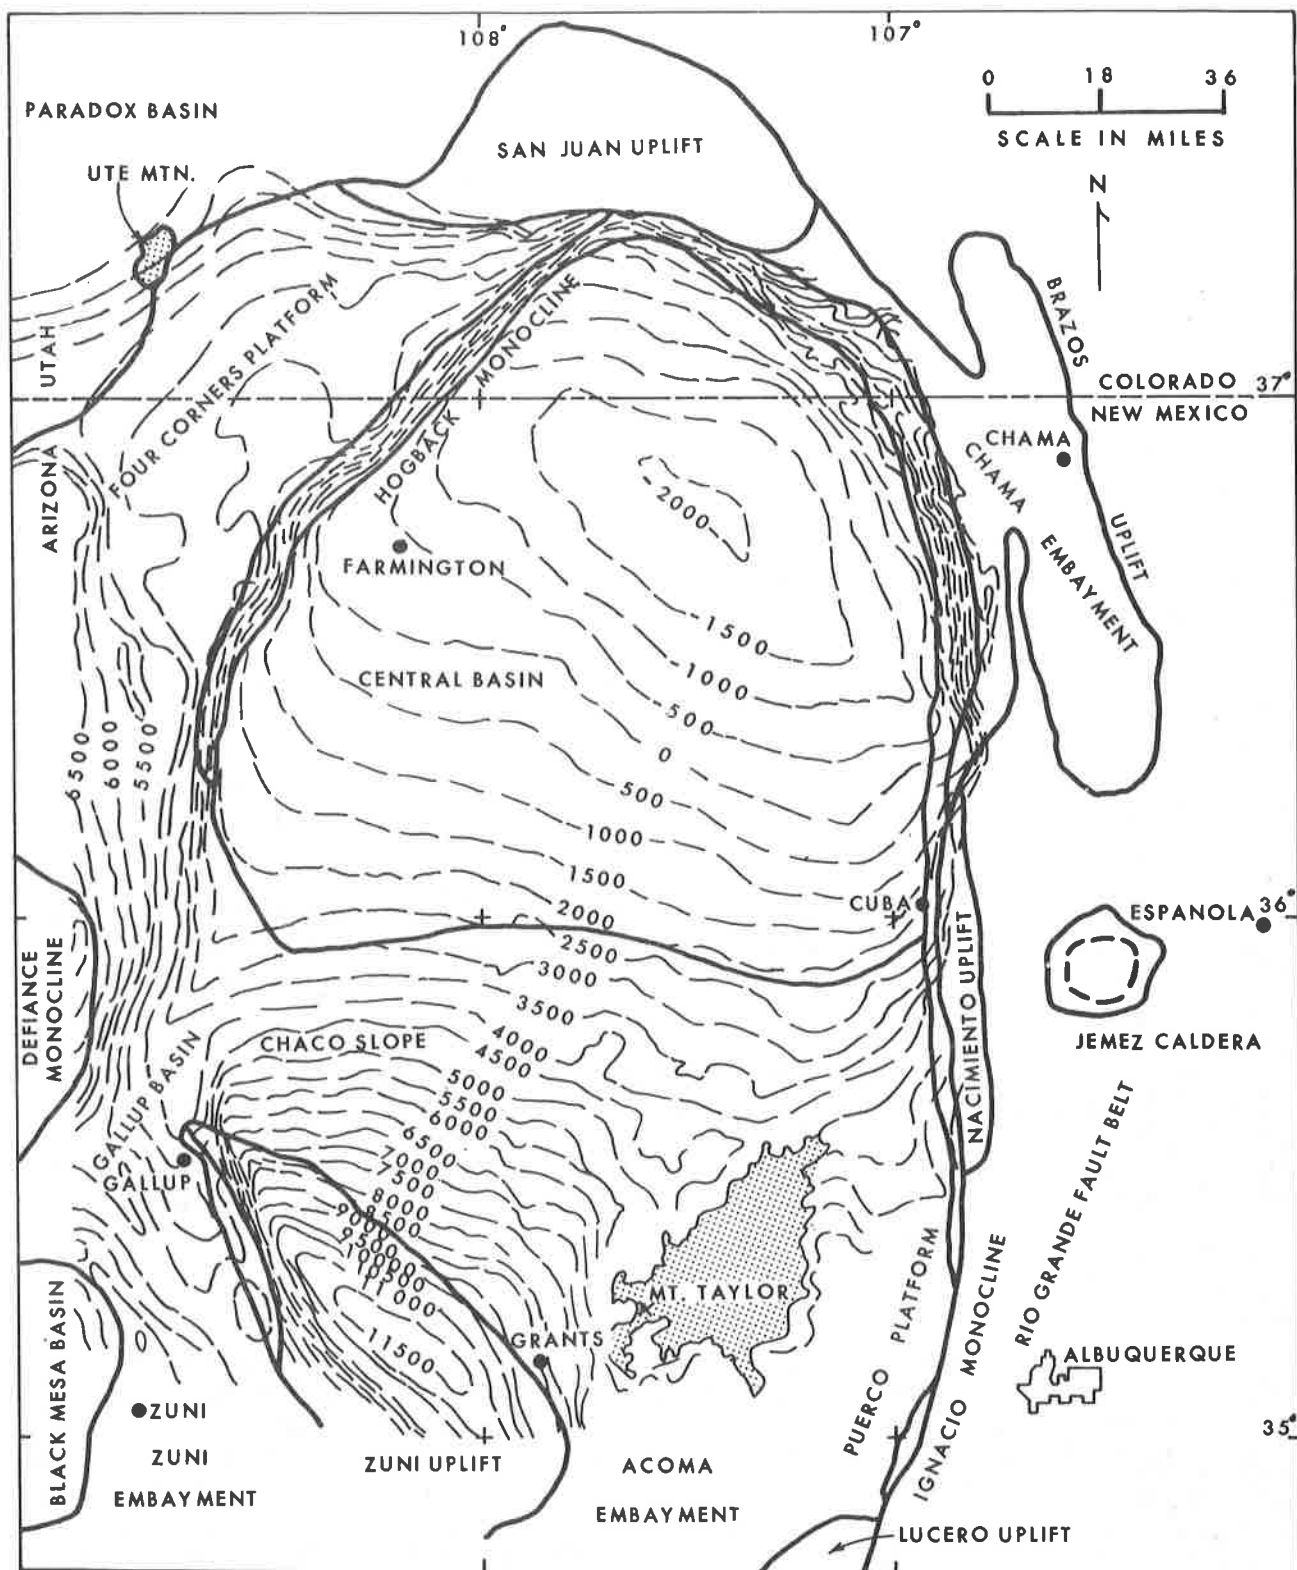 108°
107°
0 18 36
SCALE IN MILES
N
PARADOX BASIN
UTE MTN.
SAN JUAN UPLIFT
BRAZOS
UPLIFT
UTAH
ARIZONA
FOUR CORNERS PLATFORM
HOGBACK MONOCLINE
COLORADO 37°
NEW MEXICO
CHAMA
CHAMA
EMBAYMENT
-2000
FARMINGTON
-1500
-1000
-500
0
500
1000
1500
2000
2500
3000
3500
4000
4500
5000
5500
6000
6500
7000
7500
8000
8500
9000
9500
10000
10500
11000
11500
CENTRAL BASIN
6500
6000
5500
CUBA
36°
ESPANOLA
DEFIANCE
MONOCLINE
CHACO SLOPE
NACIMIENTO UPLIFT
JEMEZ CALDERA
GALLUP BASIN
GALLUP
RIO GRANDE FAULT BELT
MT. TAYLOR
PUERCO PLATFORM
IGNACIO MONOCLINE
ALBUQUERQUE
GRANTS
BLACK MESA BASIN
ZUNI
ZUNI
EMBAYMENT
ZUNI UPLIFT
ACOMA
EMBAYMENT
35°
LUCERO UPLIFT